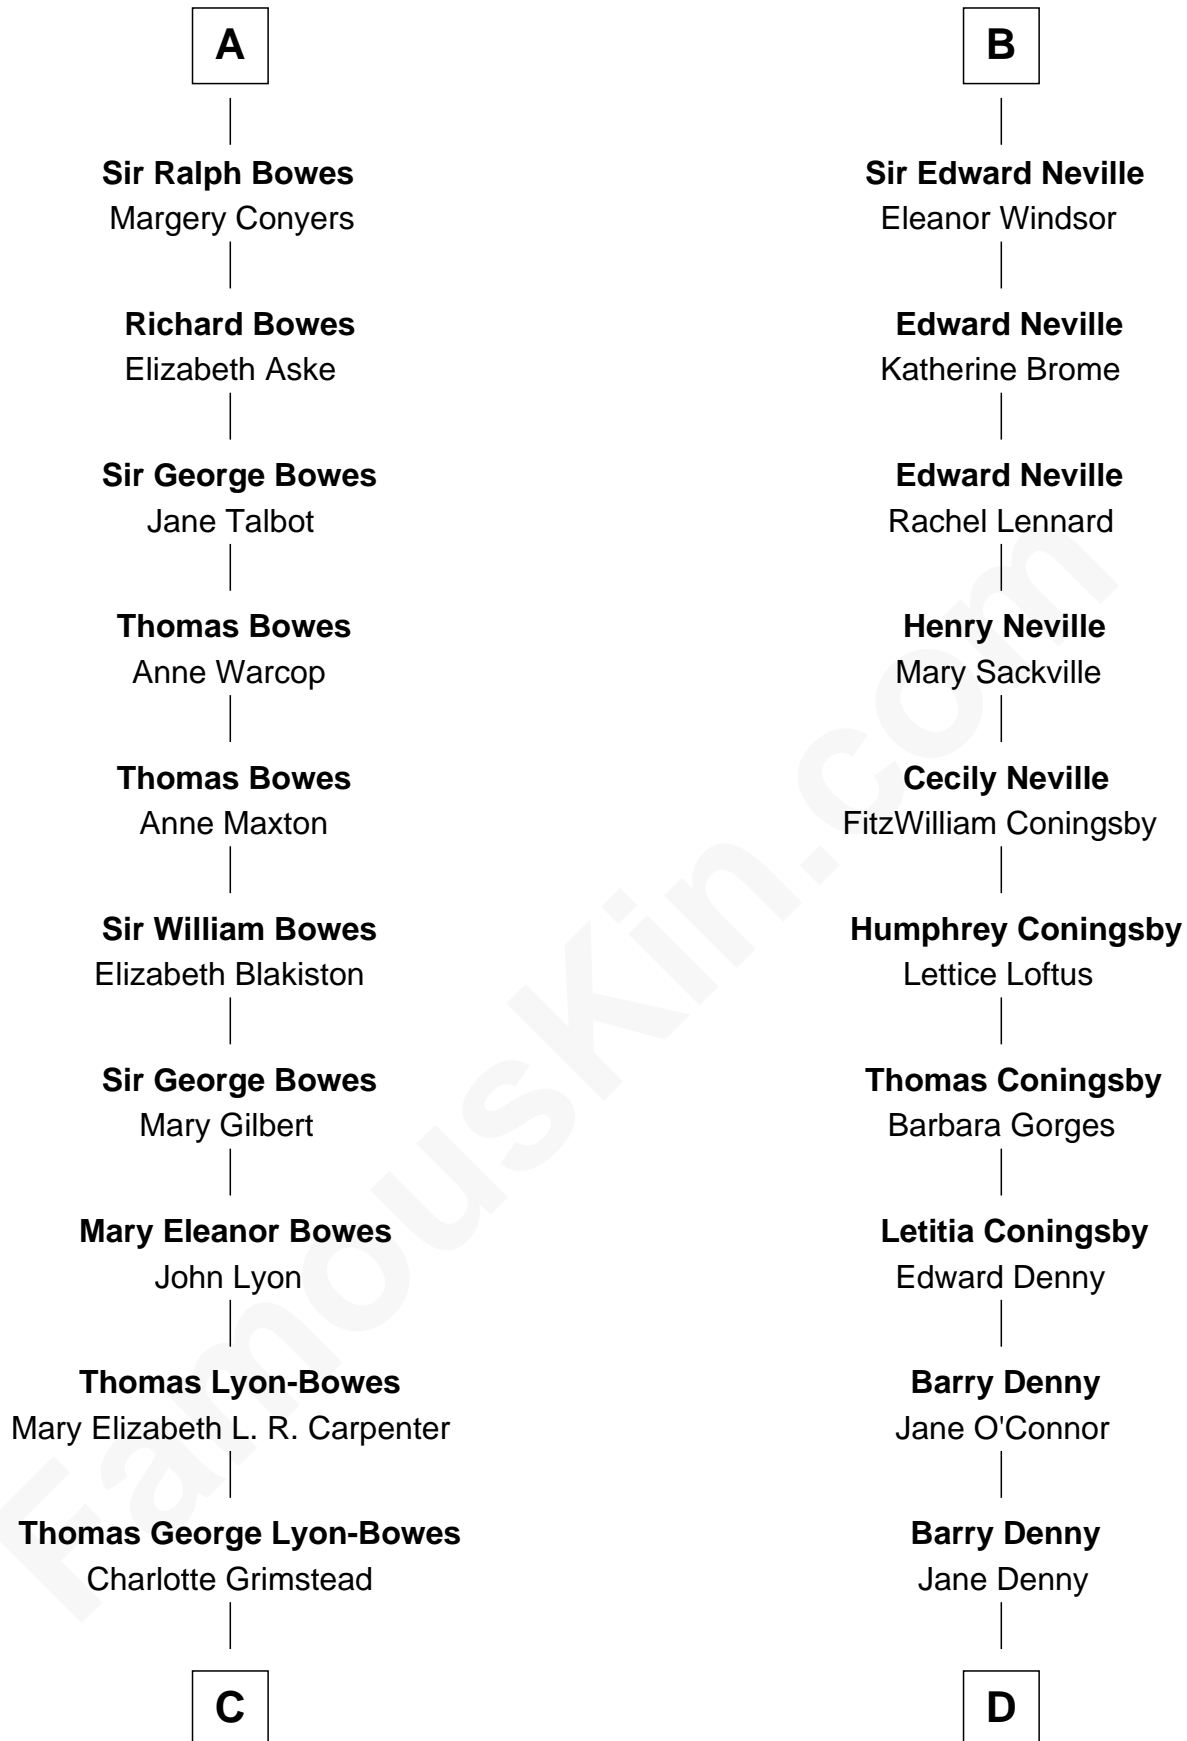 A
Sir Ralph Bowes
Margery Conyers
Richard Bowes
Elizabeth Aske
Sir George Bowes
Jane Talbot
Thomas Bowes
Anne Warcop
Thomas Bowes
Anne Maxton
Sir William Bowes
Elizabeth Blakiston
Sir George Bowes
Mary Gilbert
Mary Eleanor Bowes
John Lyon
Thomas Lyon-Bowes
Mary Elizabeth L. R. Carpenter
Thomas George Lyon-Bowes
Charlotte Grimstead
C
B
Sir Edward Neville
Eleanor Windsor
Edward Neville
Katherine Brome
Edward Neville
Rachel Lennard
Henry Neville
Mary Sackville
Cecily Neville
FitzWilliam Coningsby
Humphrey Coningsby
Lettice Loftus
Thomas Coningsby
Barbara Gorges
Letitia Coningsby
Edward Denny
Barry Denny
Jane O'Connor
Barry Denny
Jane Denny
D
FamousKin.com